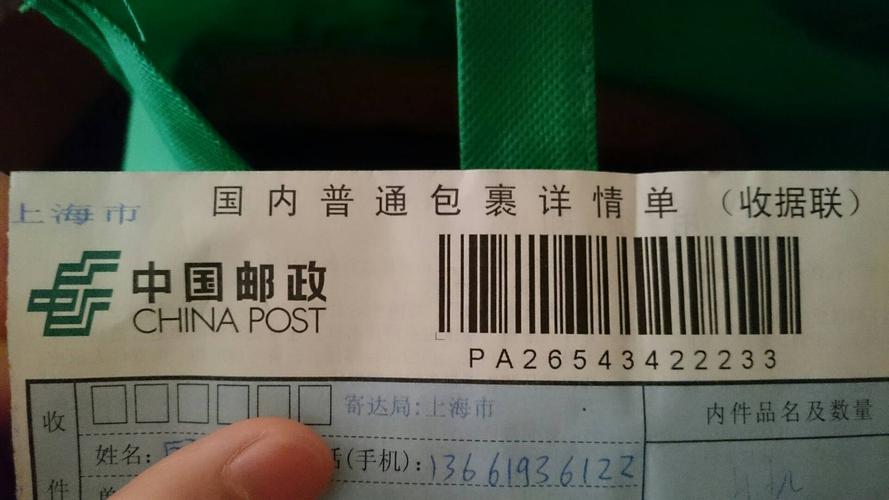 上海市
国内普通包裹详情单（收据联）
中国邮政
CHINA POST
PA26543422233
收件
寄达局:上海市
内件品名及数量
姓名:
(手机):13661936122
机